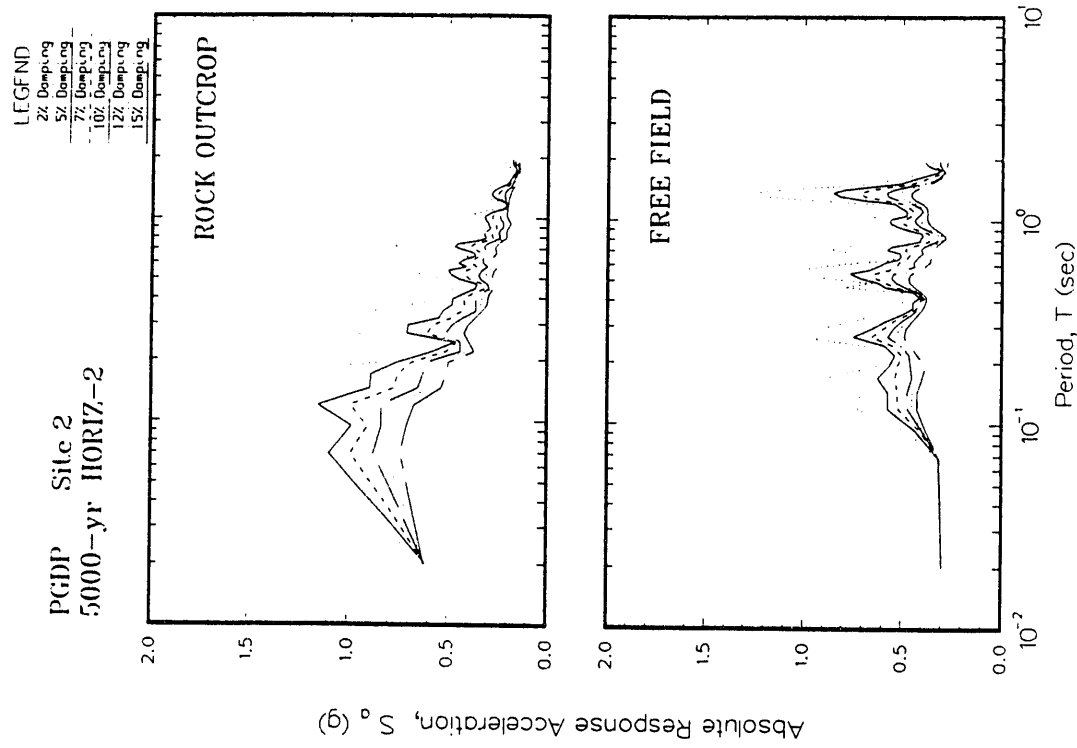 PGDP Site 2
5000-yr HORIZ-2
LEGEND
2% Damping
5% Damping
7% Damping
10% Damping
12% Damping
15% Damping
2.0
1.5
1.0
0.5
0.0
ROCK OUTCROP
2.0
1.5
1.0
0.5
0.0
FREE FIELD
10⁻²
10⁻¹
10⁰
10¹
Period, T (sec)
Absolute Response Acceleration, S a (g)